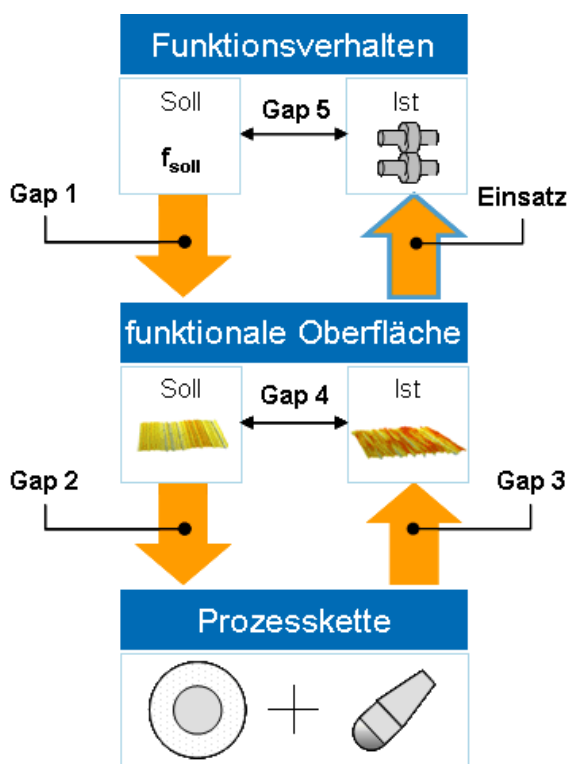 Funktionsverhalten
Soll
Gap 5
Ist
fsoll
Gap 1
Einsatz
funktionale Oberfläche
Soll
Gap 4
Ist
Gap 2
Gap 3
Prozesskette